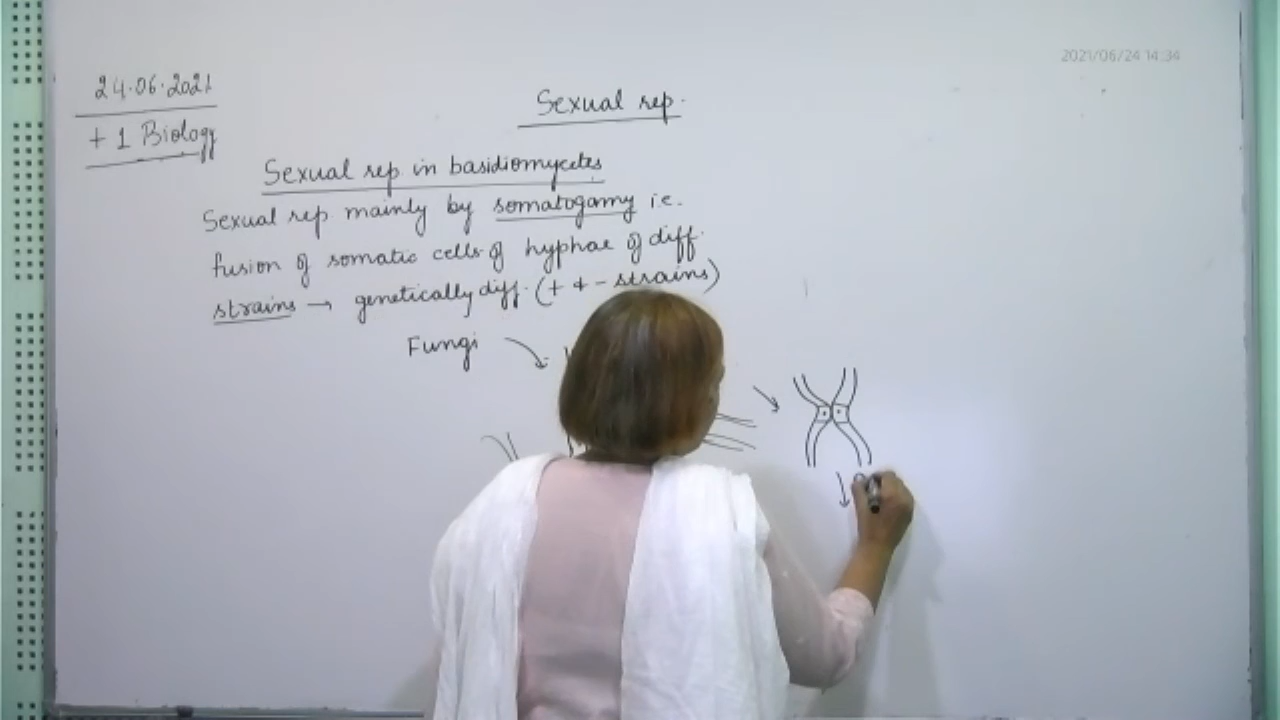 2021/06/24 14:34
24.06.2021
+ 1 Biology
Sexual rep.
Sexual rep in basidiomycetes
Sexual rep mainly by somatogamy i.e.
fusion of somatic cells of hyphae of diff.
strains → genetically diff. (+ & - strains)
Fungi